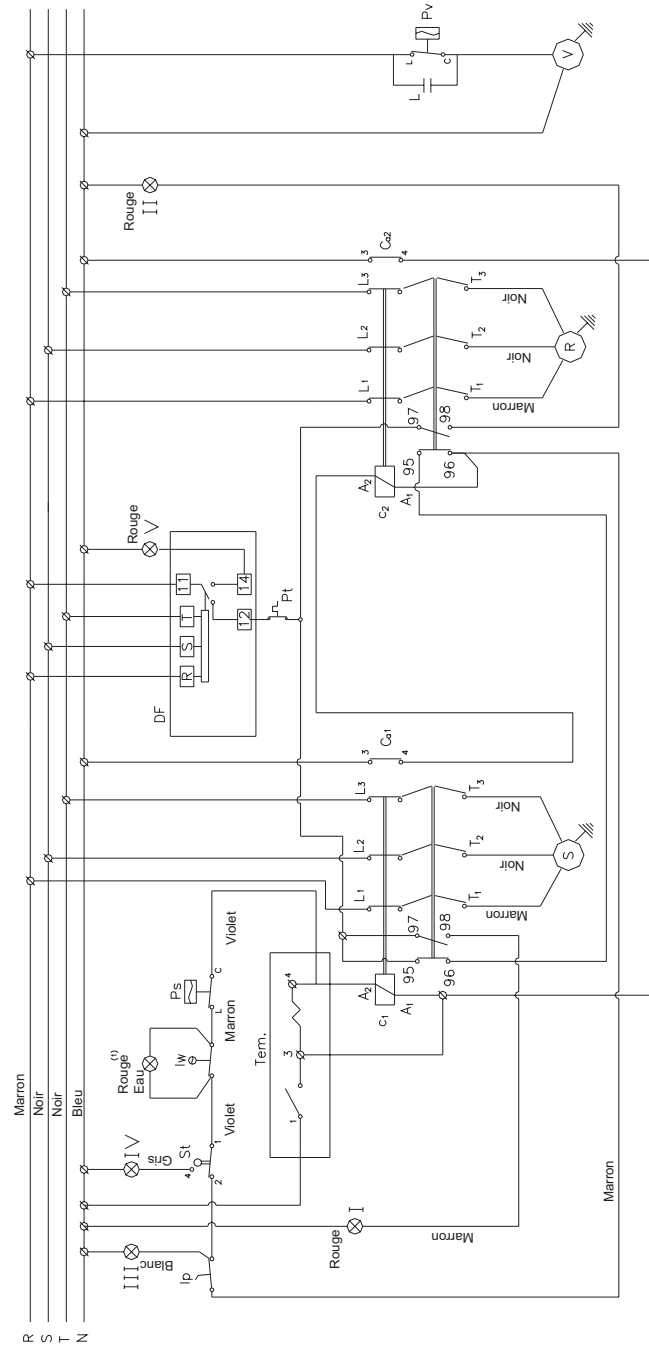 R
S
T
N
Marron
Noir
Noir
Bleu
III
Blanc
Ip
IV
Gris
St
4
2
1
Violet
Rouge (1)
Eau
Iw
Marron
Ps
L
C
Violet
Rouge
I
Marron
Tem.
1
3
4
DF
R
S
T
11
12
14
Rouge
V
Pt
Rouge
II
A2
C1
A1
95
96
97
98
L1
L2
L3
T1
T2
T3
Marron
Noir
Noir
S
3
4
Ca1
A2
C2
A1
95
96
97
98
L1
L2
L3
T1
T2
T3
Marron
Noir
Noir
R
3
4
Ca2
L
L
C
Pv
V
Marron